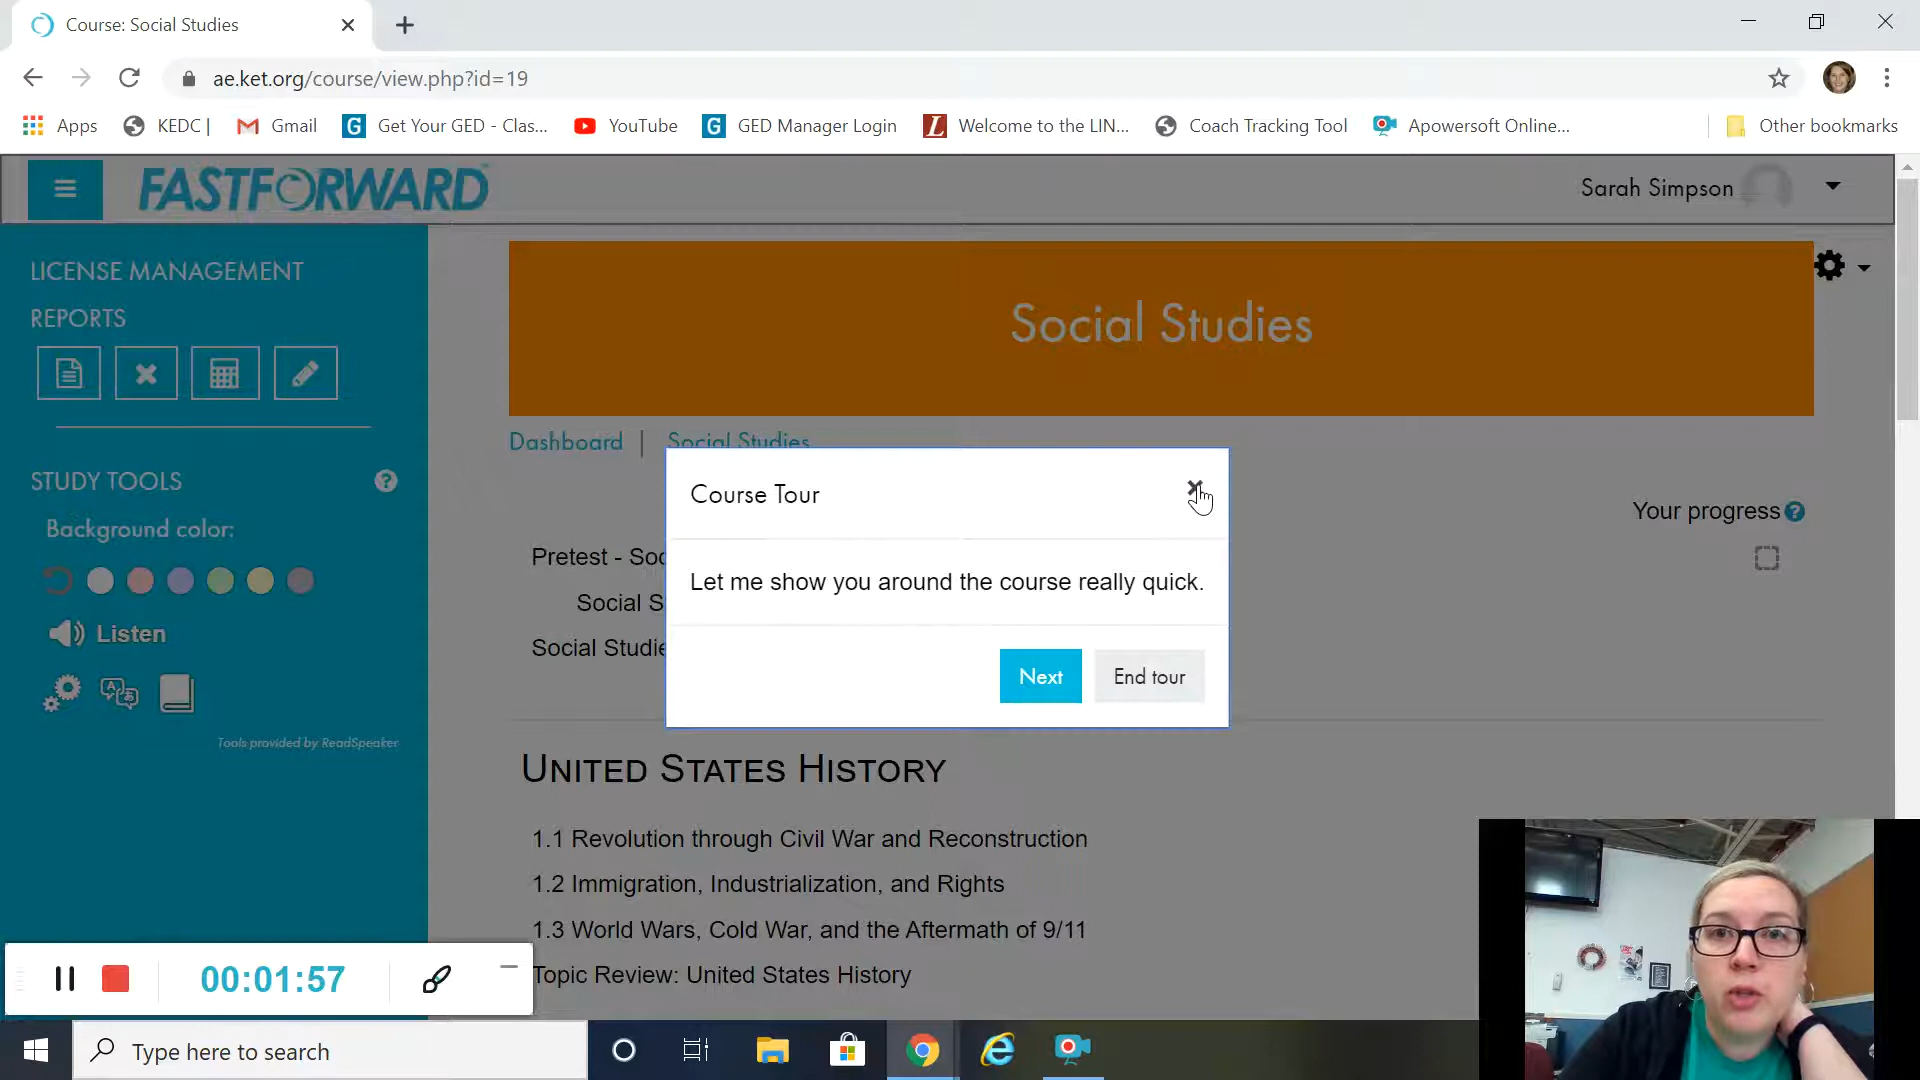 Course: Social Studies
ae.ket.org/course/view.php?id=19
Apps
KEDC |
Gmail
Get Your GED - Clas...
YouTube
GED Manager Login
Welcome to the LIN...
Coach Tracking Tool
Apowersoft Online...
Other bookmarks
FASTFORWARD
Sarah Simpson
LICENSE MANAGEMENT
REPORTS
STUDY TOOLS
Background color:
Listen
Tools provided by ReadSpeaker
Social Studies
Dashboard | Social Studies
Your progress
Pretest - Soc
Social S
Social Studie
Course Tour
Let me show you around the course really quick.
Next
End tour
UNITED STATES HISTORY
1.1 Revolution through Civil War and Reconstruction
1.2 Immigration, Industrialization, and Rights
1.3 World Wars, Cold War, and the Aftermath of 9/11
Topic Review: United States History
00:01:57
Type here to search